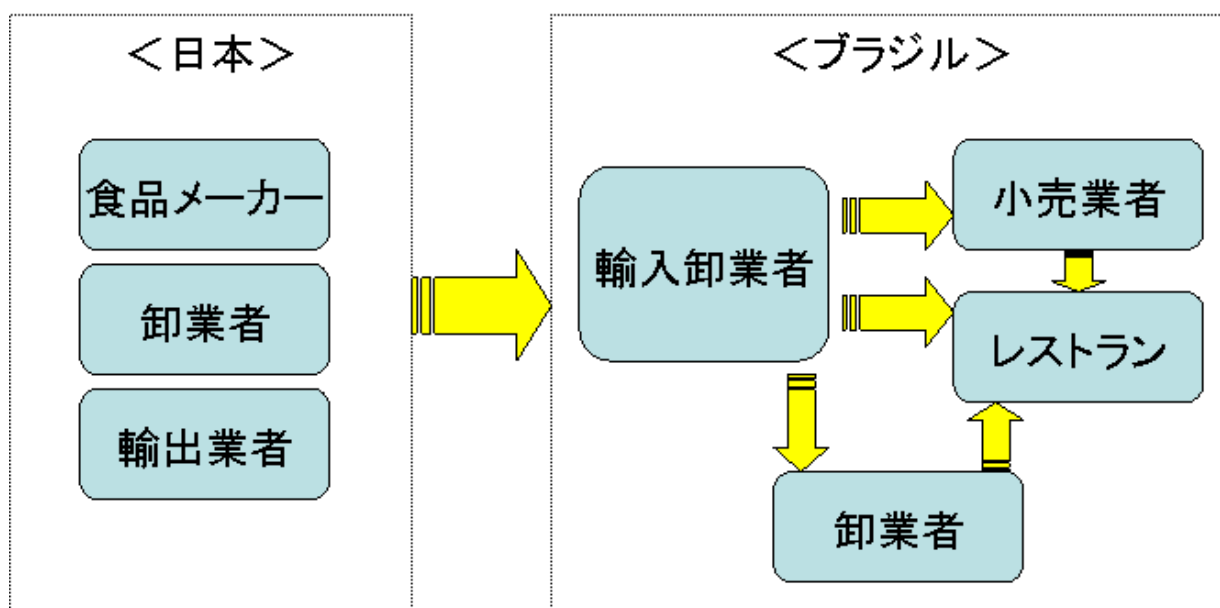 ＜日本＞
食品メーカー
卸業者
輸出業者
＜ブラジル＞
輸入卸業者
小売業者
レストラン
卸業者